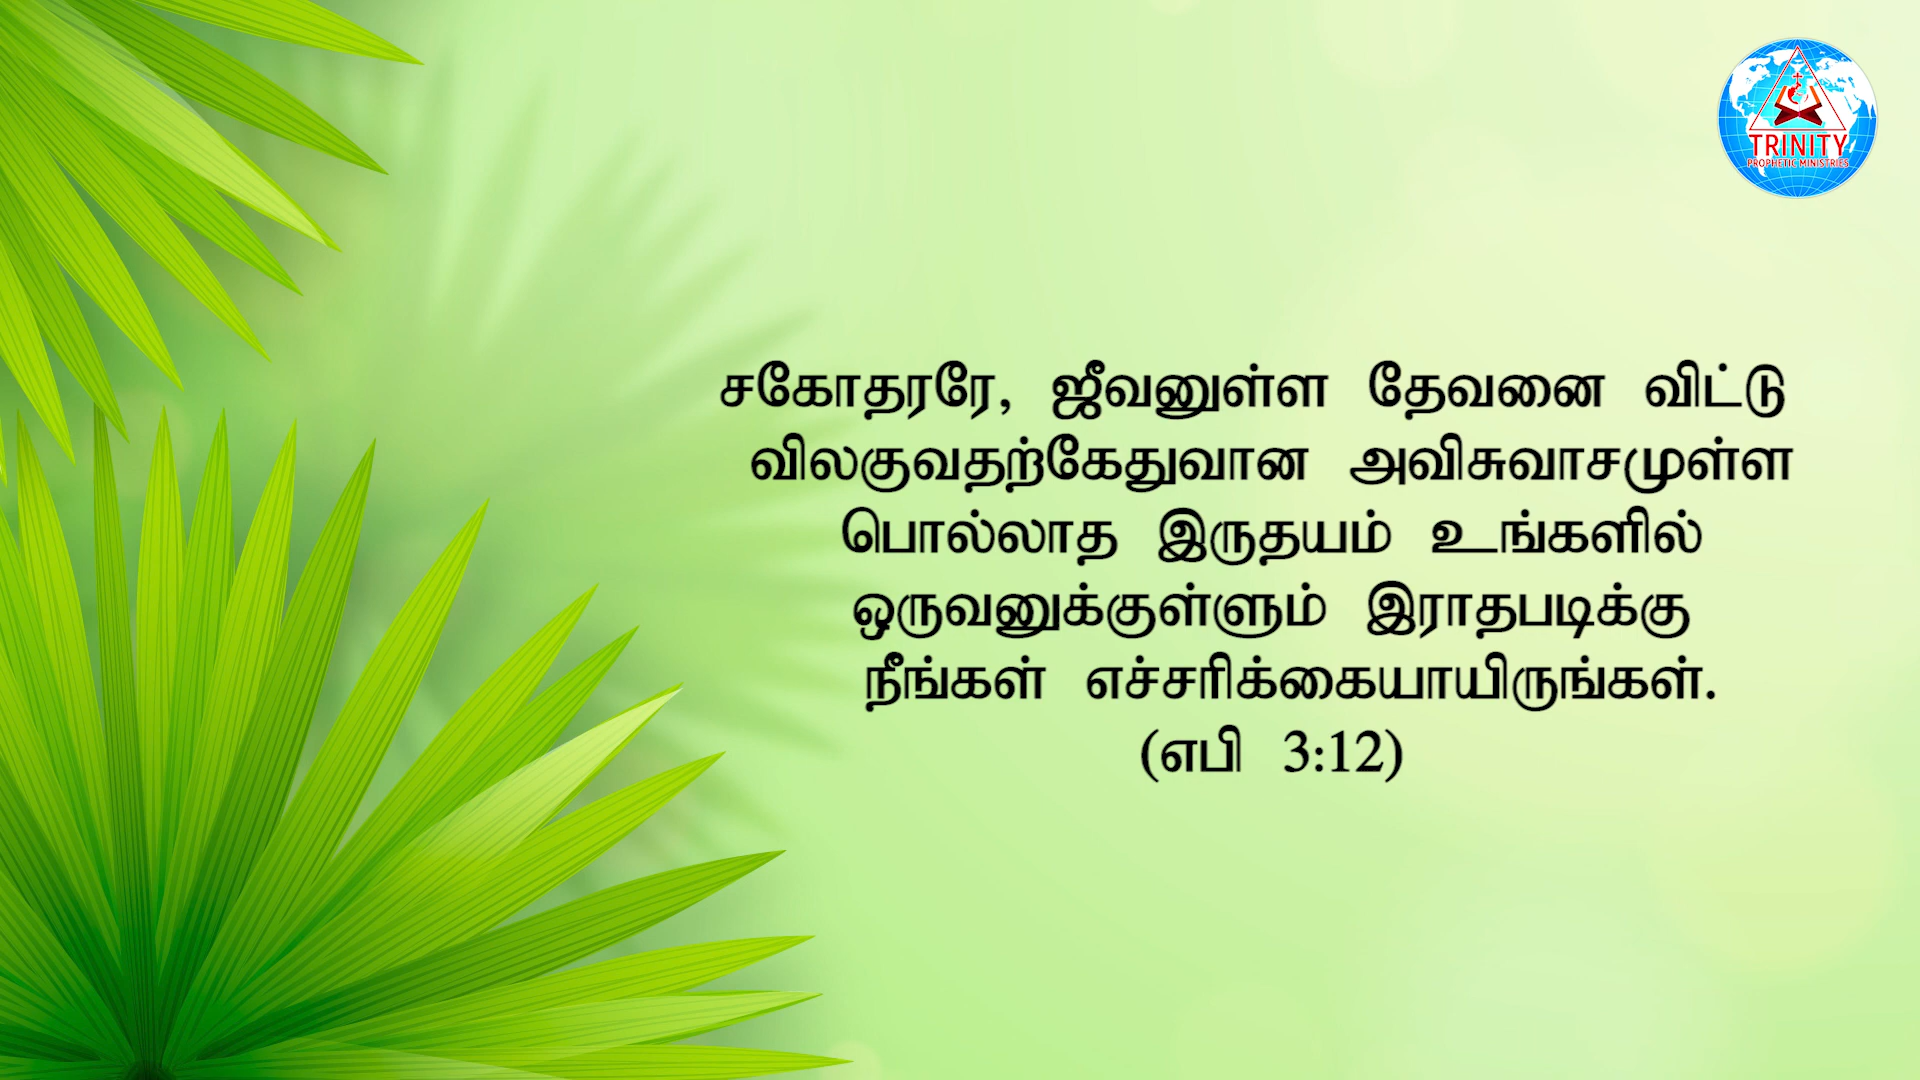 TRINITY
PROPHETIC MINISTRIES
சகோதரரே, ஜீவனுள்ள தேவனை விட்டு
விலகுவதற்கேதுவான அவிசுவாசமுள்ள
பொல்லாத இருதயம் உங்களில்
ஒருவனுக்குள்ளும் இராதபடிக்கு
நீங்கள் எச்சரிக்கையாயிருங்கள்.
(எபி 3:12)